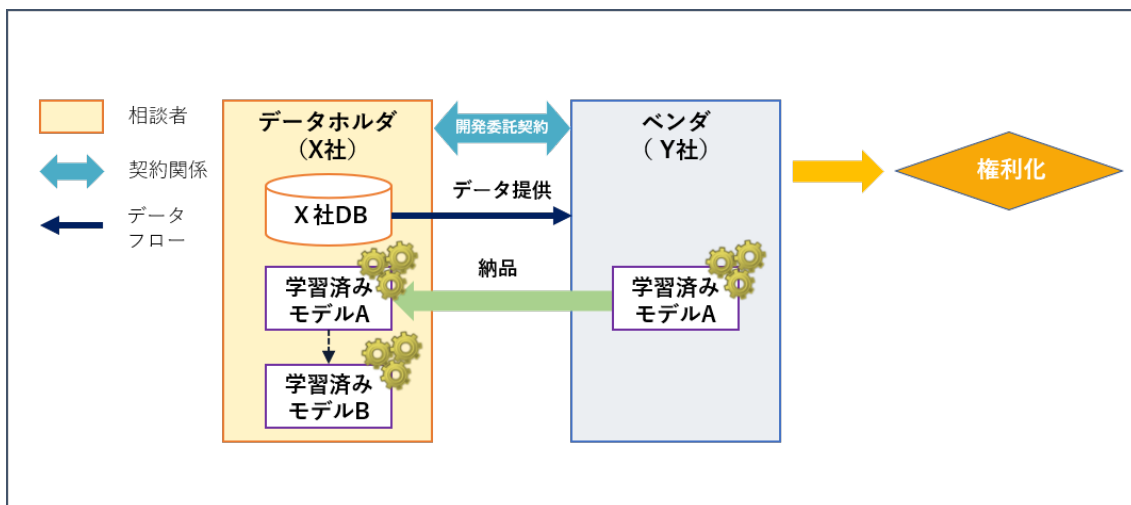 相談者
契約関係
データ
フロー
データホルダ
（X社）
X社DB
学習済み
モデルA
学習済み
モデルB
開発委託契約
データ提供
納品
ベンダ
（Y社）
学習済み
モデルA
権利化